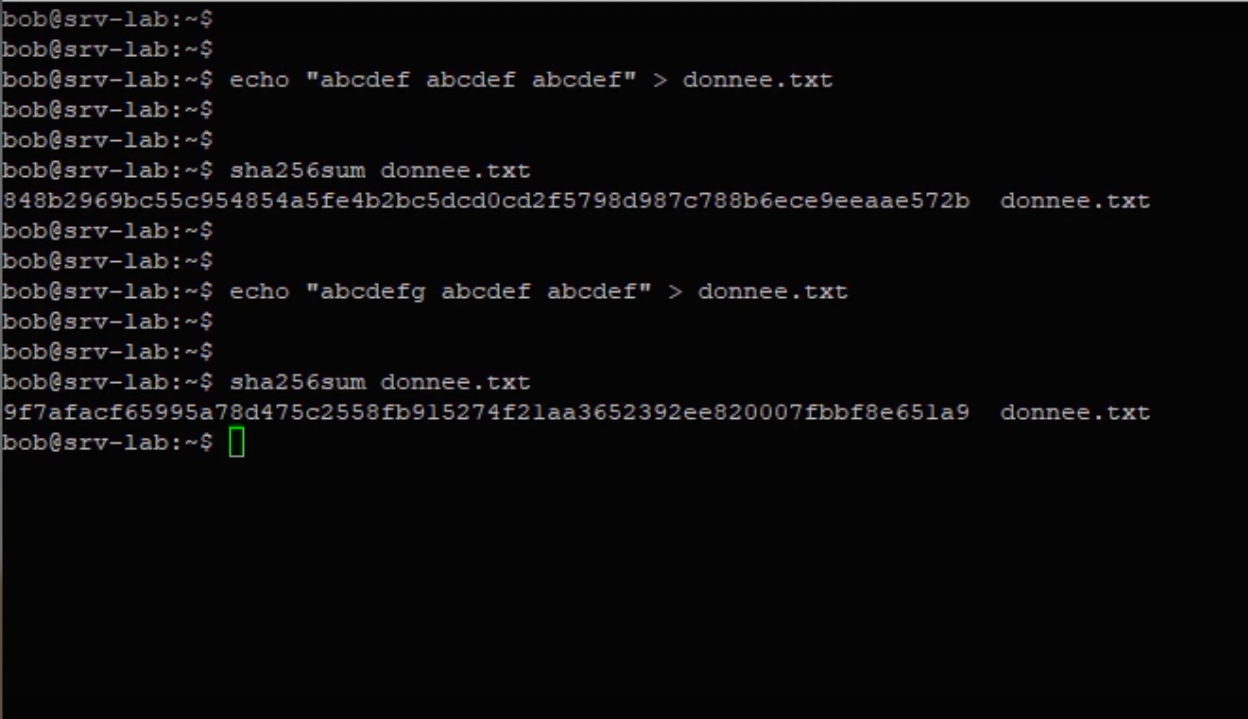 bob@srv-lab:~$
bob@srv-lab:~$
bob@srv-lab:~$ echo "abcdef abcdef abcdef" > donnee.txt
bob@srv-lab:~$
bob@srv-lab:~$
bob@srv-lab:~$ sha256sum donnee.txt
848b2969bc55c954854a5fe4b2bc5dcd0cd2f5798d987c788b6ece9eeaae572b  donnee.txt
bob@srv-lab:~$
bob@srv-lab:~$
bob@srv-lab:~$ echo "abcdefg abcdef abcdef" > donnee.txt
bob@srv-lab:~$
bob@srv-lab:~$
bob@srv-lab:~$ sha256sum donnee.txt
9f7afacf65995a78d475c2558fb915274f21aa3652392ee820007fbbf8e651a9  donnee.txt
bob@srv-lab:~$